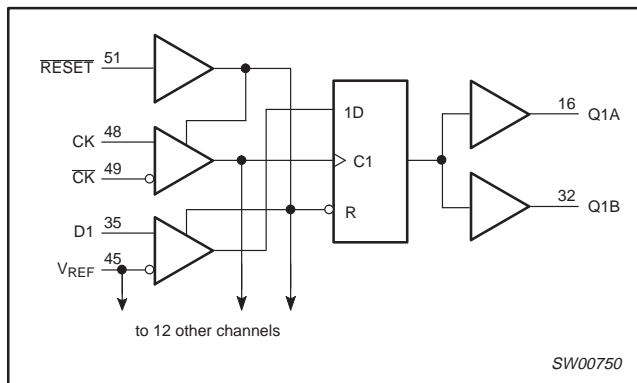 RESET 51
CK 48
CK 49
D1 35
VREF 45
1D
C1
R
16 Q1A
32 Q1B
to 12 other channels
SW00750